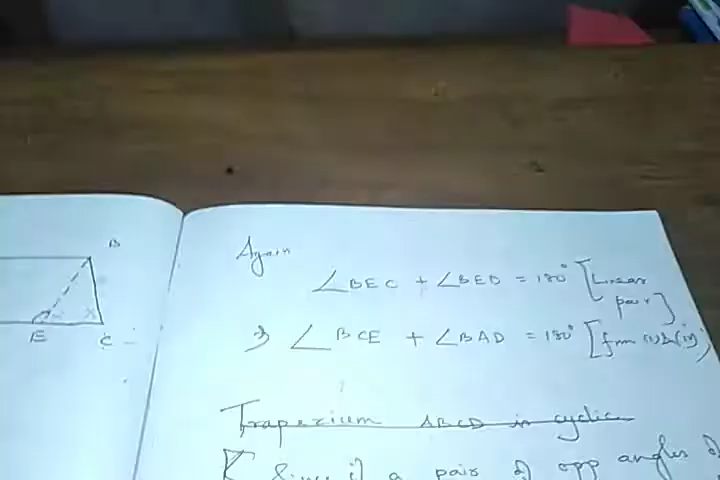 B
E C
Again
∠BEC + ∠BED = 180° [Linear
pair]
⇒ ∠BCE + ∠BAD = 180° [from
Trapezium ABCD is cyclic
[ Since if a pair of opp angles of